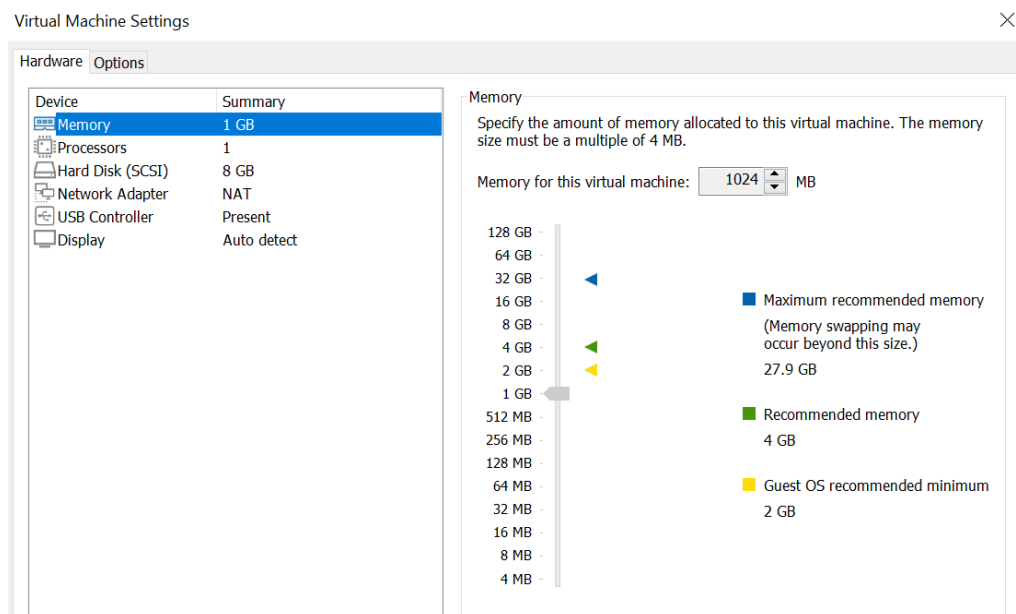 Virtual Machine Settings
Hardware Options
Device Summary
Memory 1 GB
Processors 1
Hard Disk (SCSI) 8 GB
Network Adapter NAT
USB Controller Present
Display Auto detect
Memory
Specify the amount of memory allocated to this virtual machine. The memory
size must be a multiple of 4 MB.
Memory for this virtual machine: 1024 MB
128 GB
64 GB
32 GB
16 GB
8 GB
4 GB
2 GB
1 GB
512 MB
256 MB
128 MB
64 MB
32 MB
16 MB
8 MB
4 MB
Maximum recommended memory
(Memory swapping may
occur beyond this size.)
27.9 GB
Recommended memory
4 GB
Guest OS recommended minimum
2 GB